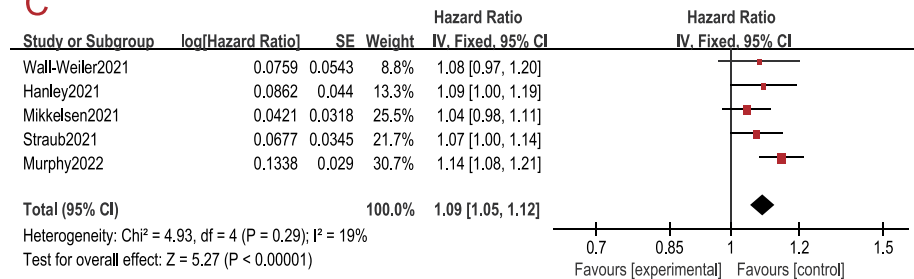 C
Hazard Ratio Hazard Ratio
Study or Subgroup log[Hazard Ratio] SE Weight IV, Fixed, 95% CI IV, Fixed, 95% CI
Wall-Weiler2021 0.0759 0.0543 8.8% 1.08 [0.97, 1.20]
Hanley2021 0.0862 0.044 13.3% 1.09 [1.00, 1.19]
Mikkelsen2021 0.0421 0.0318 25.5% 1.04 [0.98, 1.11]
Straub2021 0.0677 0.0345 21.7% 1.07 [1.00, 1.14]
Murphy2022 0.1338 0.029 30.7% 1.14 [1.08, 1.21]
Total (95% CI) 100.0% 1.09 [1.05, 1.12]
Heterogeneity: Chi² = 4.93, df = 4 (P = 0.29); I² = 19%
Test for overall effect: Z = 5.27 (P < 0.00001)
0.7 0.85 1 1.2 1.5
Favours [experimental] Favours [control]